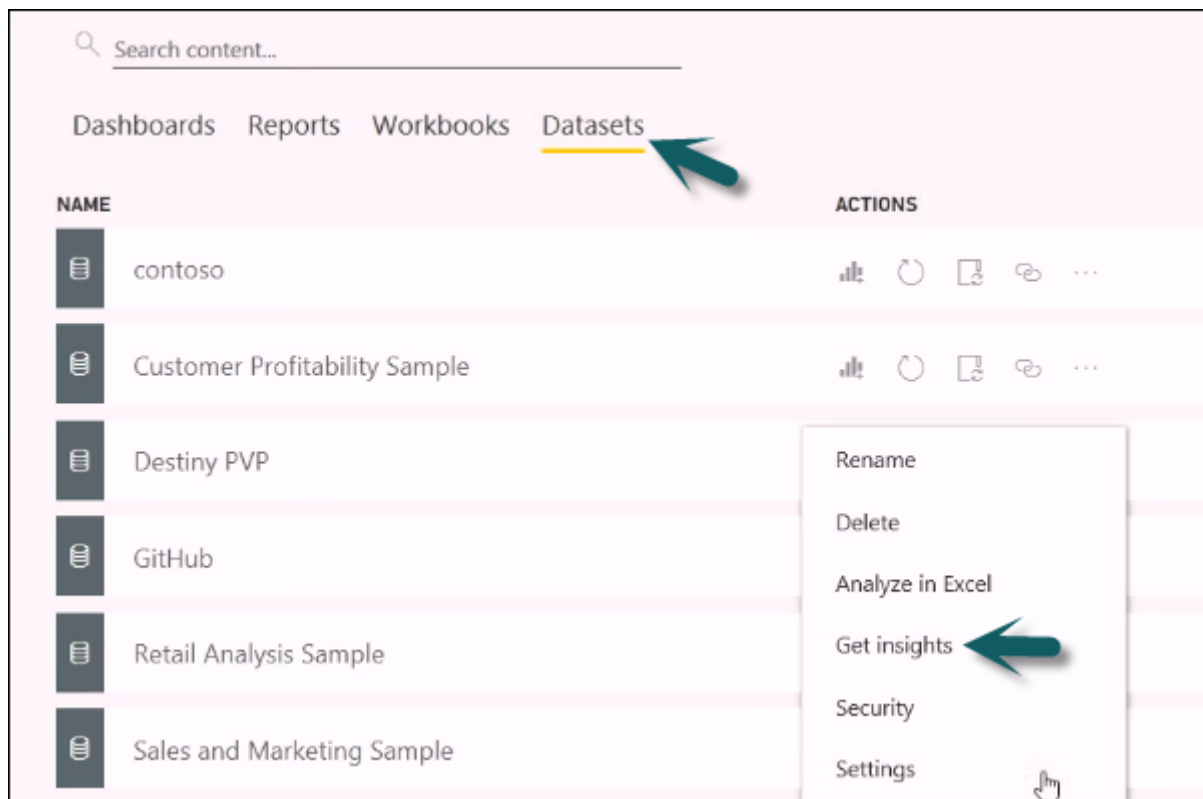 Search content...
Dashboards Reports Workbooks Datasets
NAME ACTIONS
contoso
Customer Profitability Sample
Destiny PVP
Rename
Delete
GitHub
Analyze in Excel
Retail Analysis Sample
Get insights
Security
Sales and Marketing Sample
Settings